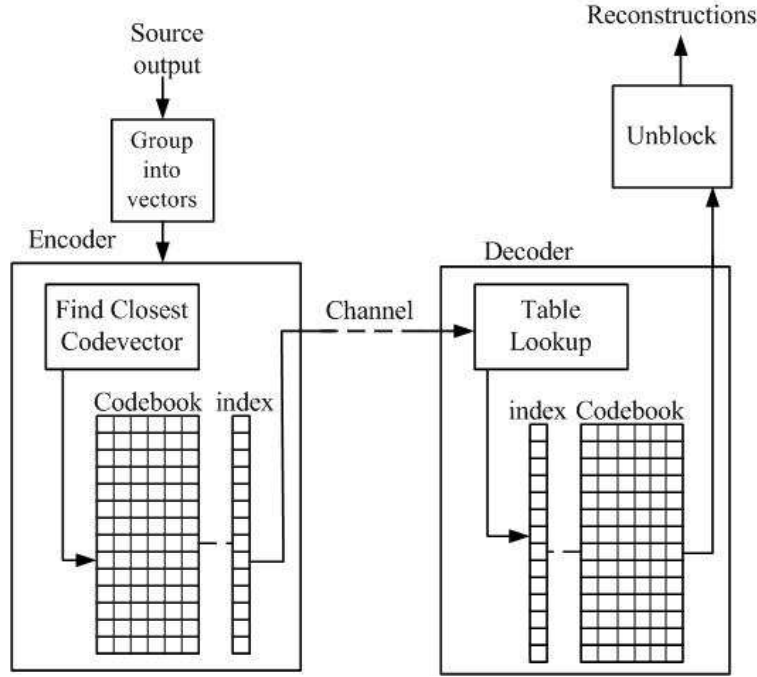 Source
output
Group
into
vectors
Encoder
Find Closest
Codevector
Codebook
index
Channel
Reconstructions
Unblock
Decoder
Table
Lookup
index
Codebook